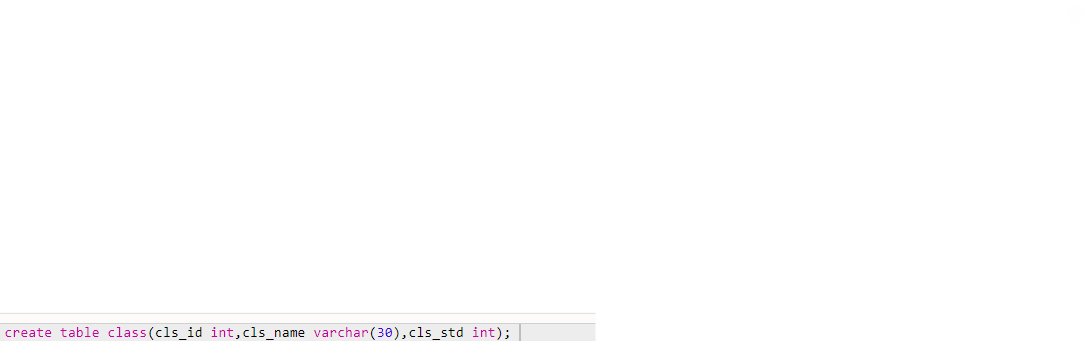 create table class(cls_id int,cls_name varchar(30),cls_std int);